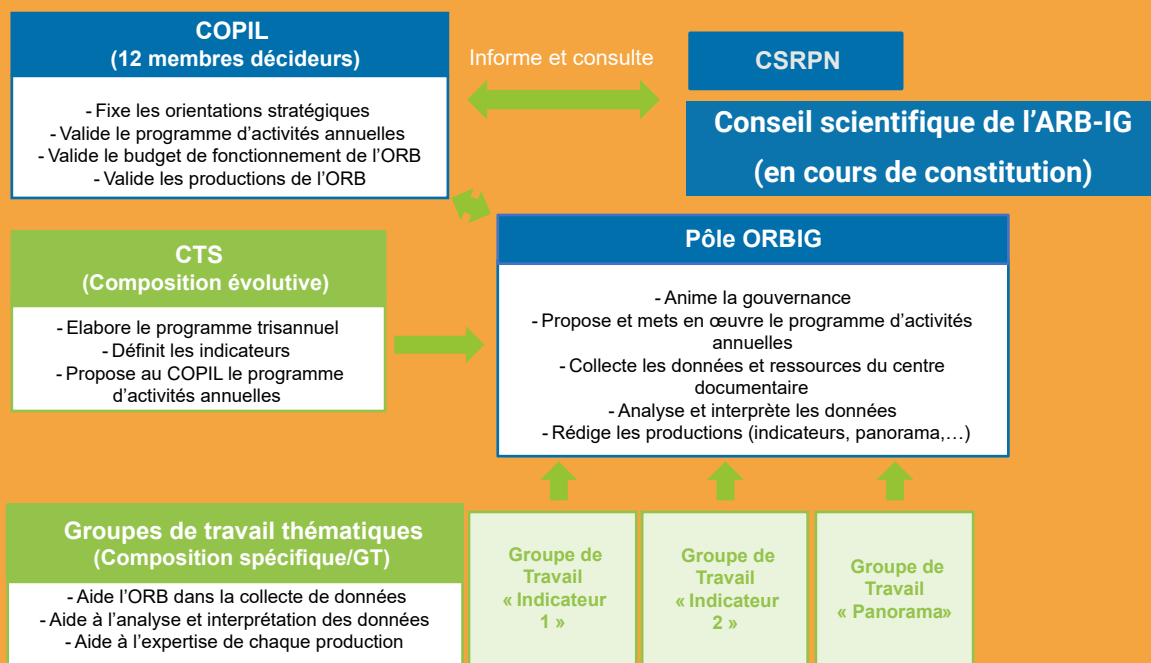 COPIL
(12 membres décideurs)
- Fixe les orientations stratégiques
- Valide le programme d'activités annuelles
- Valide le budget de fonctionnement de l'ORB
- Valide les productions de l'ORB
Informe et consulte
CSRPN
Conseil scientifique de l'ARB-IG
(en cours de constitution)
CTS
(Composition évolutive)
- Elabore le programme trisannuel
- Définit les indicateurs
- Propose au COPIL le programme
d'activités annuelles
Pôle ORB-IG
- Anime la gouvernance
- Propose et mets en œuvre le programme d'activités
annuelles
- Collecte les données et ressources du centre
documentaire
- Analyse et interprète les données
- Rédige les productions (indicateurs, panorama,…)
Groupes de travail thématiques
(Composition spécifique/GT)
- Aide l'ORB dans la collecte de données
- Aide à l'analyse et interprétation des données
- Aide à l'expertise de chaque production
Groupe de
Travail
« Indicateur
1 »
Groupe de
Travail
« Indicateur
2 »
Groupe de
Travail
« Panorama»